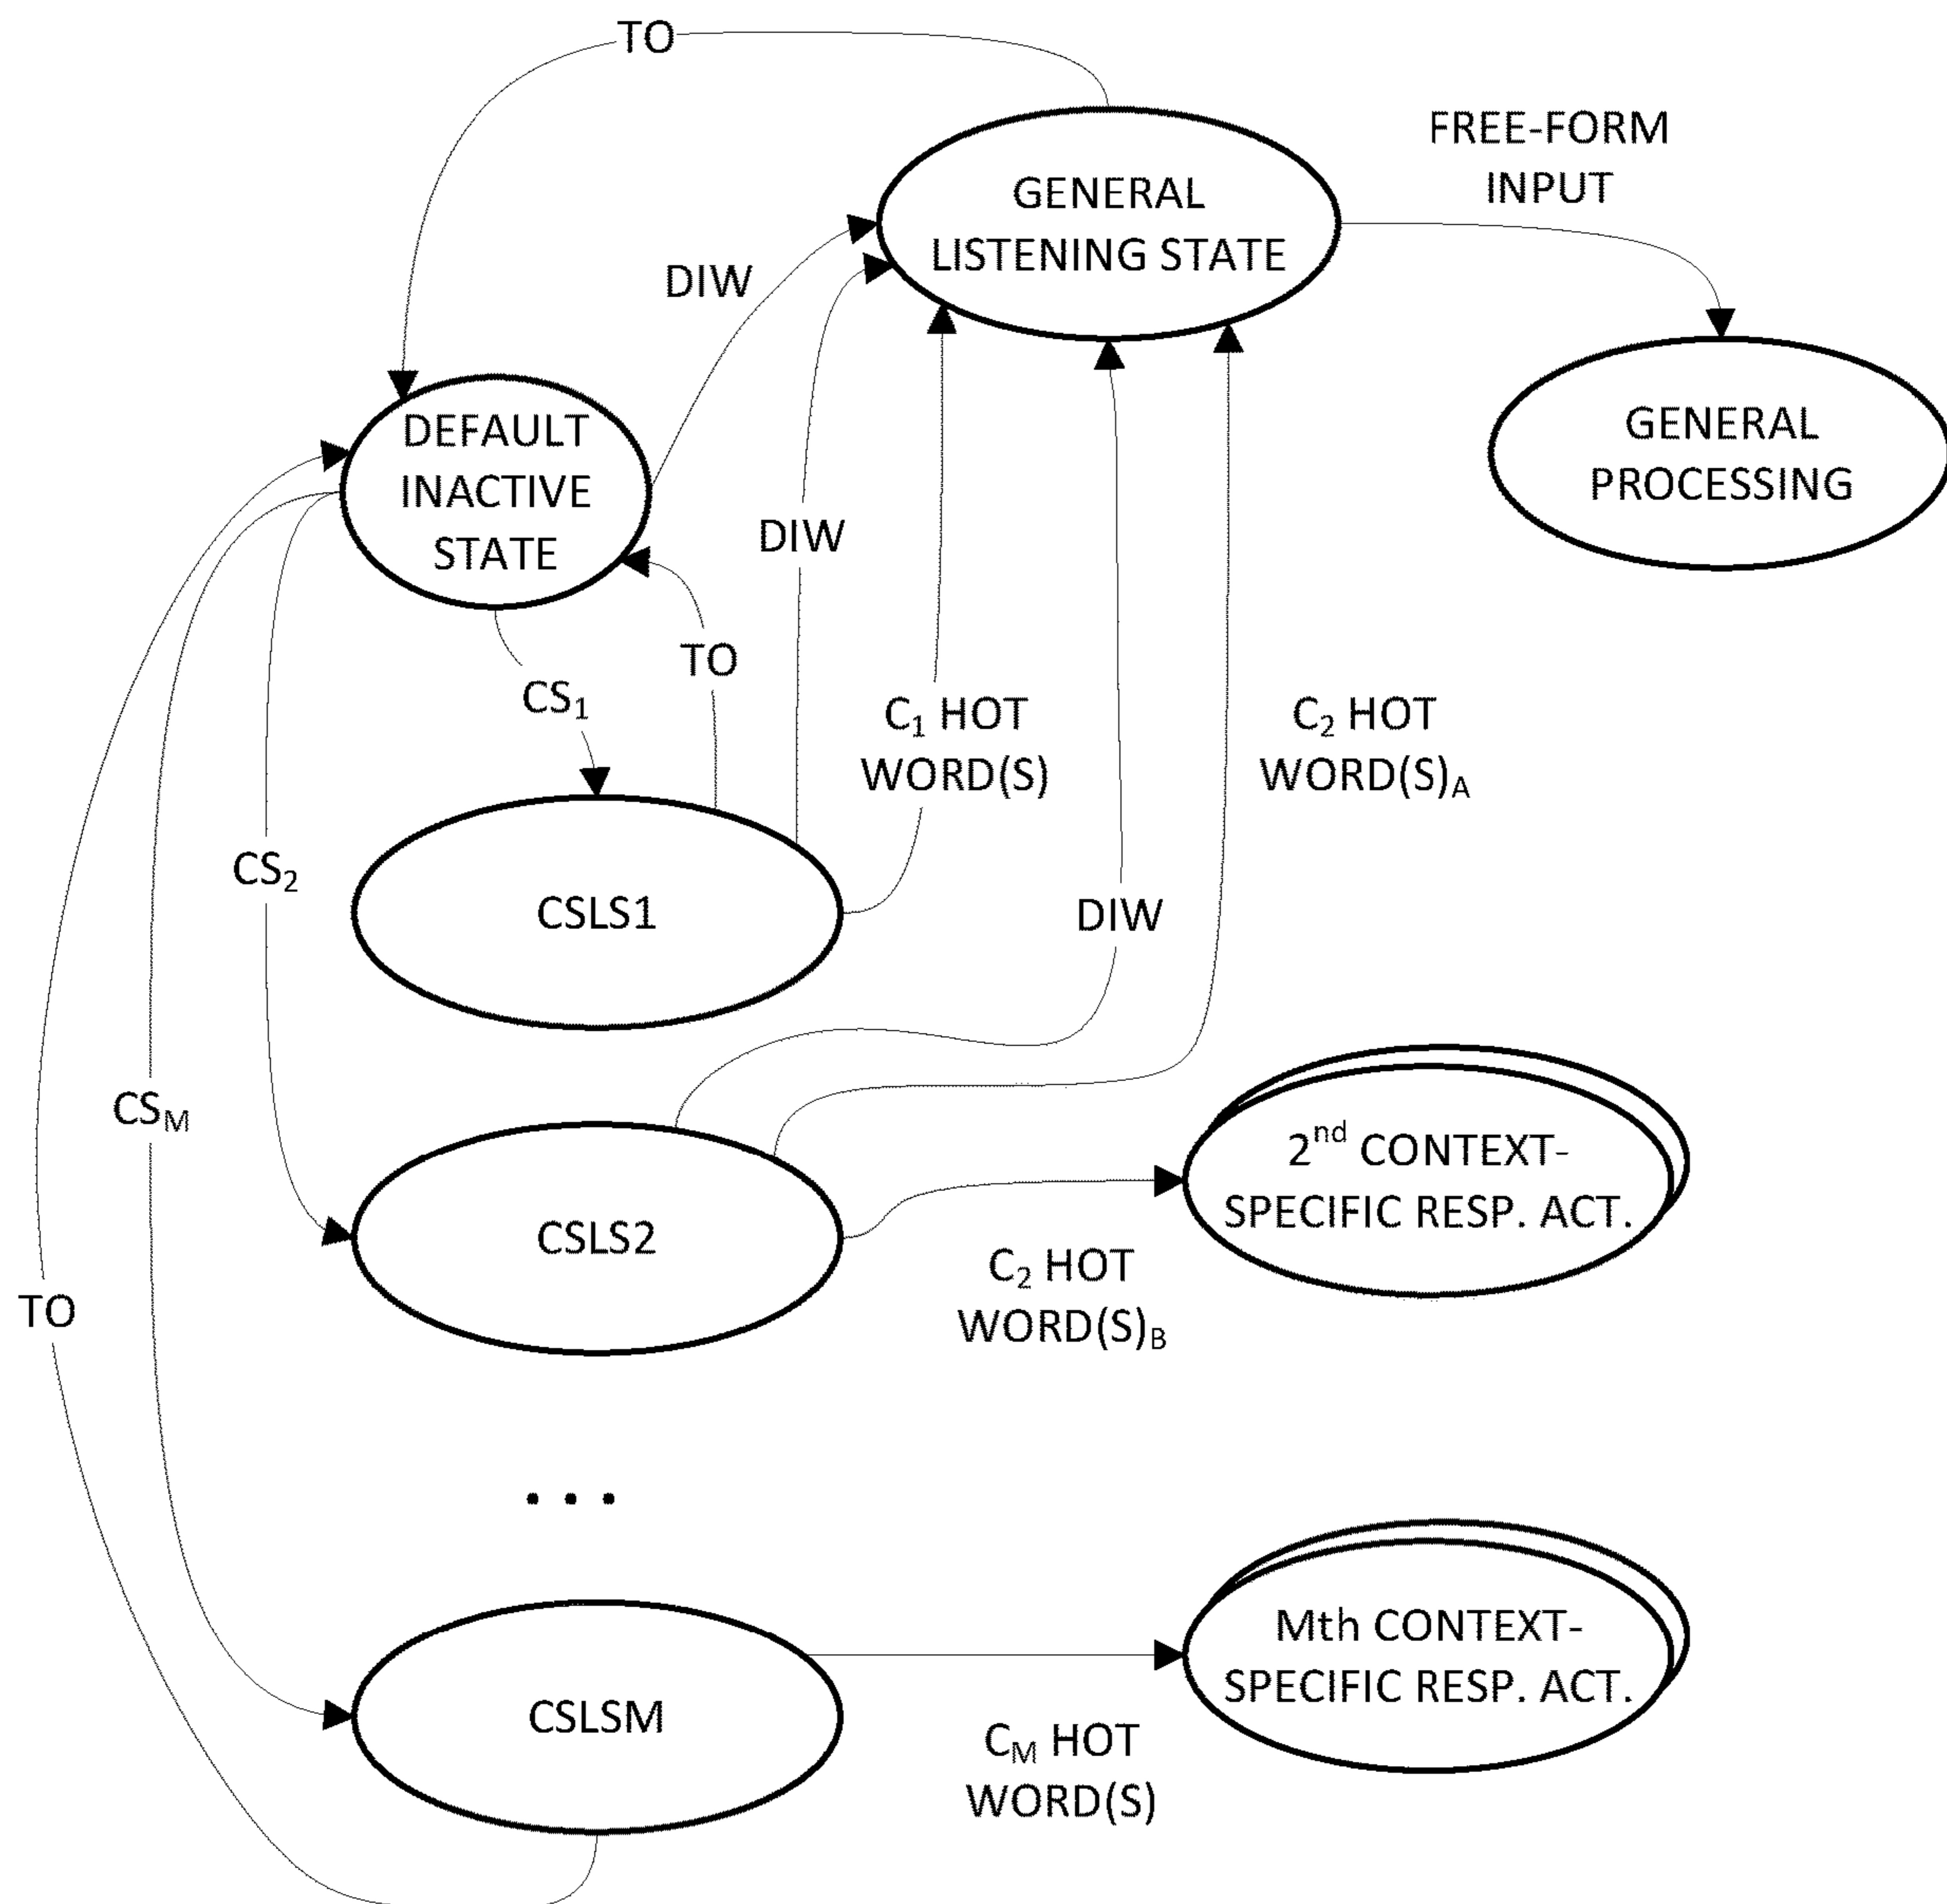 TO
FREE-FORM
INPUT
GENERAL
LISTENING STATE
DIW
GENERAL
PROCESSING
DEFAULT
INACTIVE
STATE
DIW
TO
CS₁
C₁ HOT
WORD(S)
C₂ HOT
WORD(S)A
CS₂
CSLS1
DIW
CSM
2ⁿᵈ CONTEXT-
SPECIFIC RESP. ACT.
CSLS2
C₂ HOT
WORD(S)B
TO
...
Mth CONTEXT-
SPECIFIC RESP. ACT.
CSLSM
CM HOT
WORD(S)